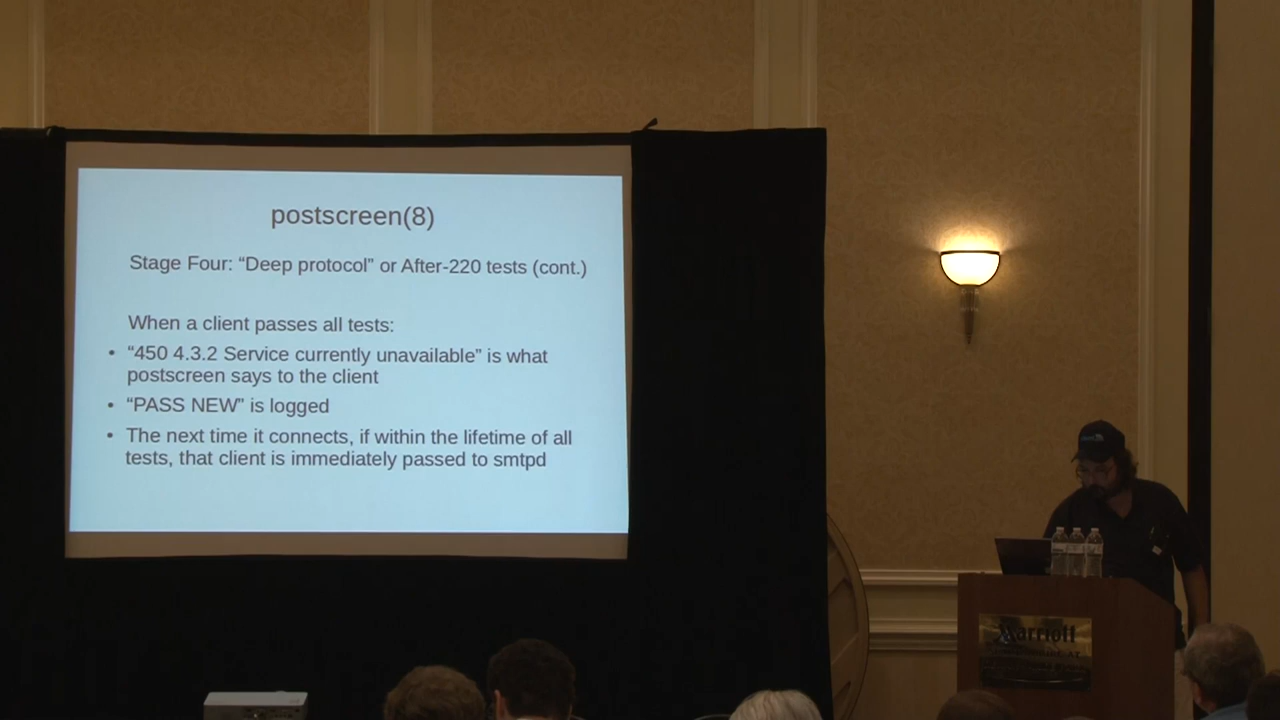 postscreen(8)
Stage Four: “Deep protocol” or After-220 tests (cont.)
When a client passes all tests:
• “450 4.3.2 Service currently unavailable” is what
postscreen says to the client
• “PASS NEW” is logged
• The next time it connects, if within the lifetime of all
tests, that client is immediately passed to smtpd
Marriott